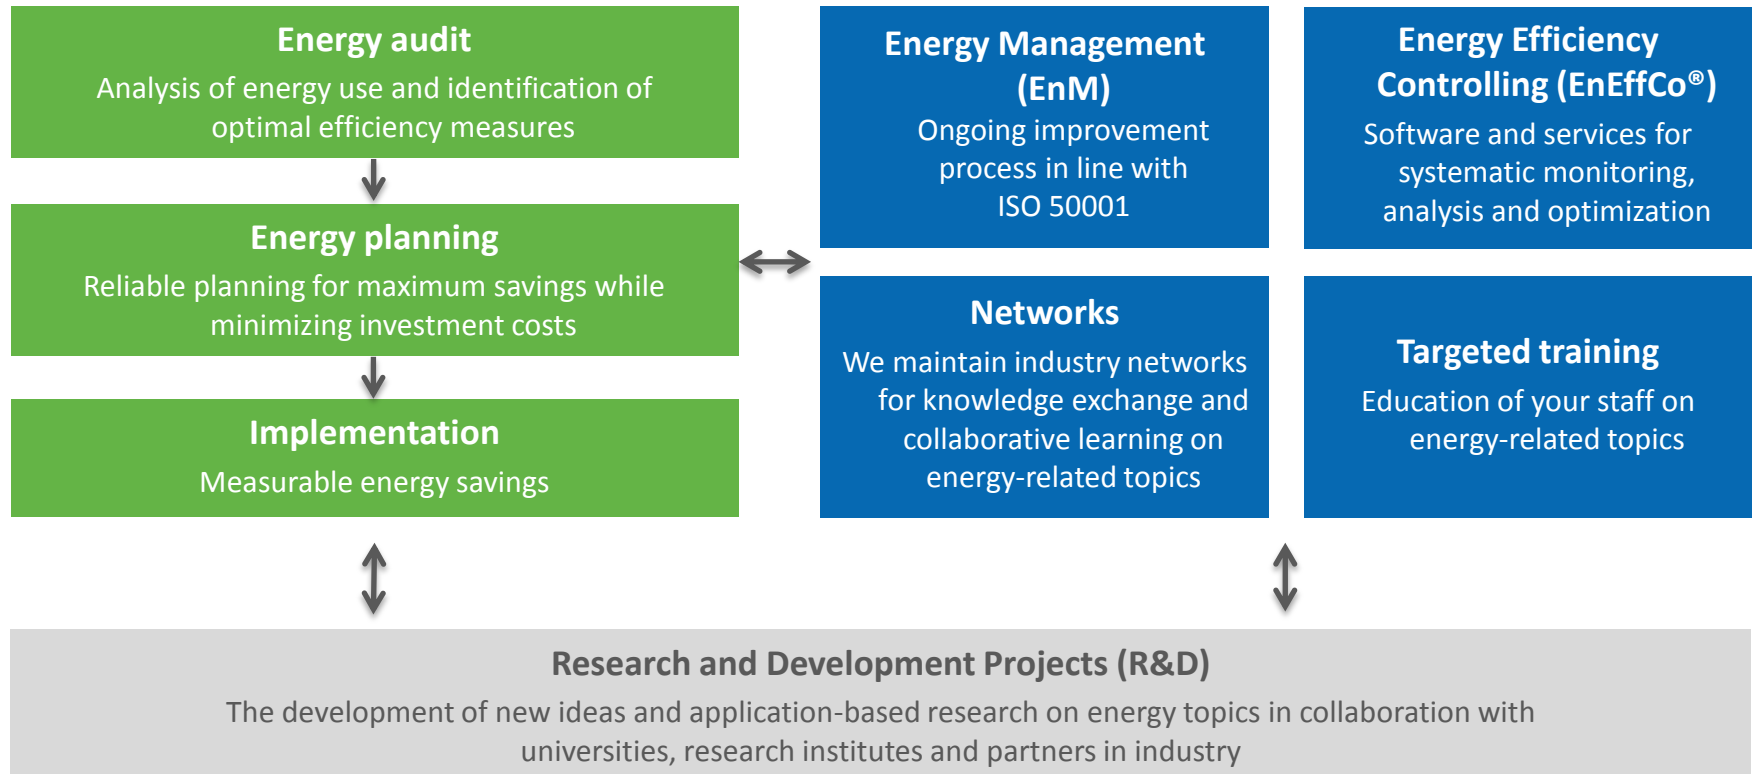 Energy audit
Analysis of energy use and identification of
optimal efficiency measures
Energy planning
Reliable planning for maximum savings while
minimizing investment costs
Implementation
Measurable energy savings
Energy Management
(EnM)
Ongoing improvement
process in line with
ISO 50001
Energy Efficiency
Controlling (EnEffCo®)
Software and services for
systematic monitoring,
analysis and optimization
Networks
We maintain industry networks
for knowledge exchange and
collaborative learning on
energy-related topics
Targeted training
Education of your staff on
energy-related topics
Research and Development Projects (R&D)
The development of new ideas and application-based research on energy topics in collaboration with
universities, research institutes and partners in industry